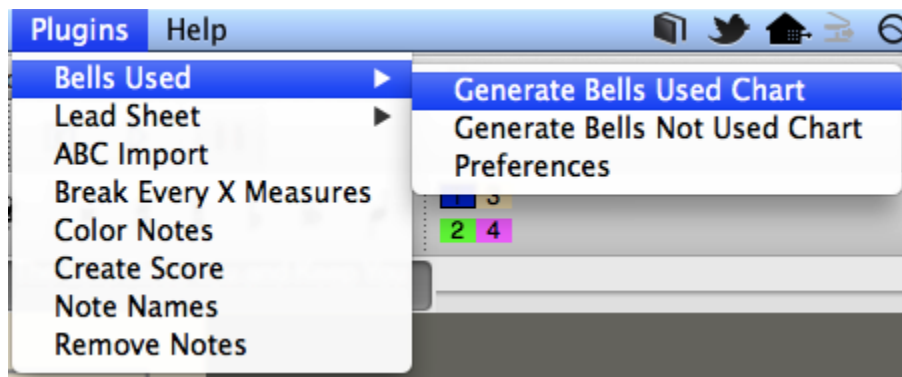 Plugins Help
Bells Used
Generate Bells Used Chart
Lead Sheet
Generate Bells Not Used Chart
ABC Import
Preferences
Break Every X Measures
1 3
Color Notes
2 4
Create Score
Note Names
Remove Notes